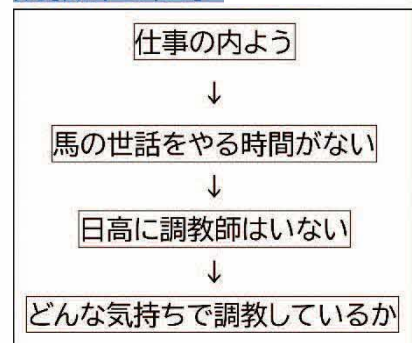 仕事の内よう
↓
馬の世話をやる時間がない
↓
日高に調教師はいない
↓
どんな気持ちで調教しているか